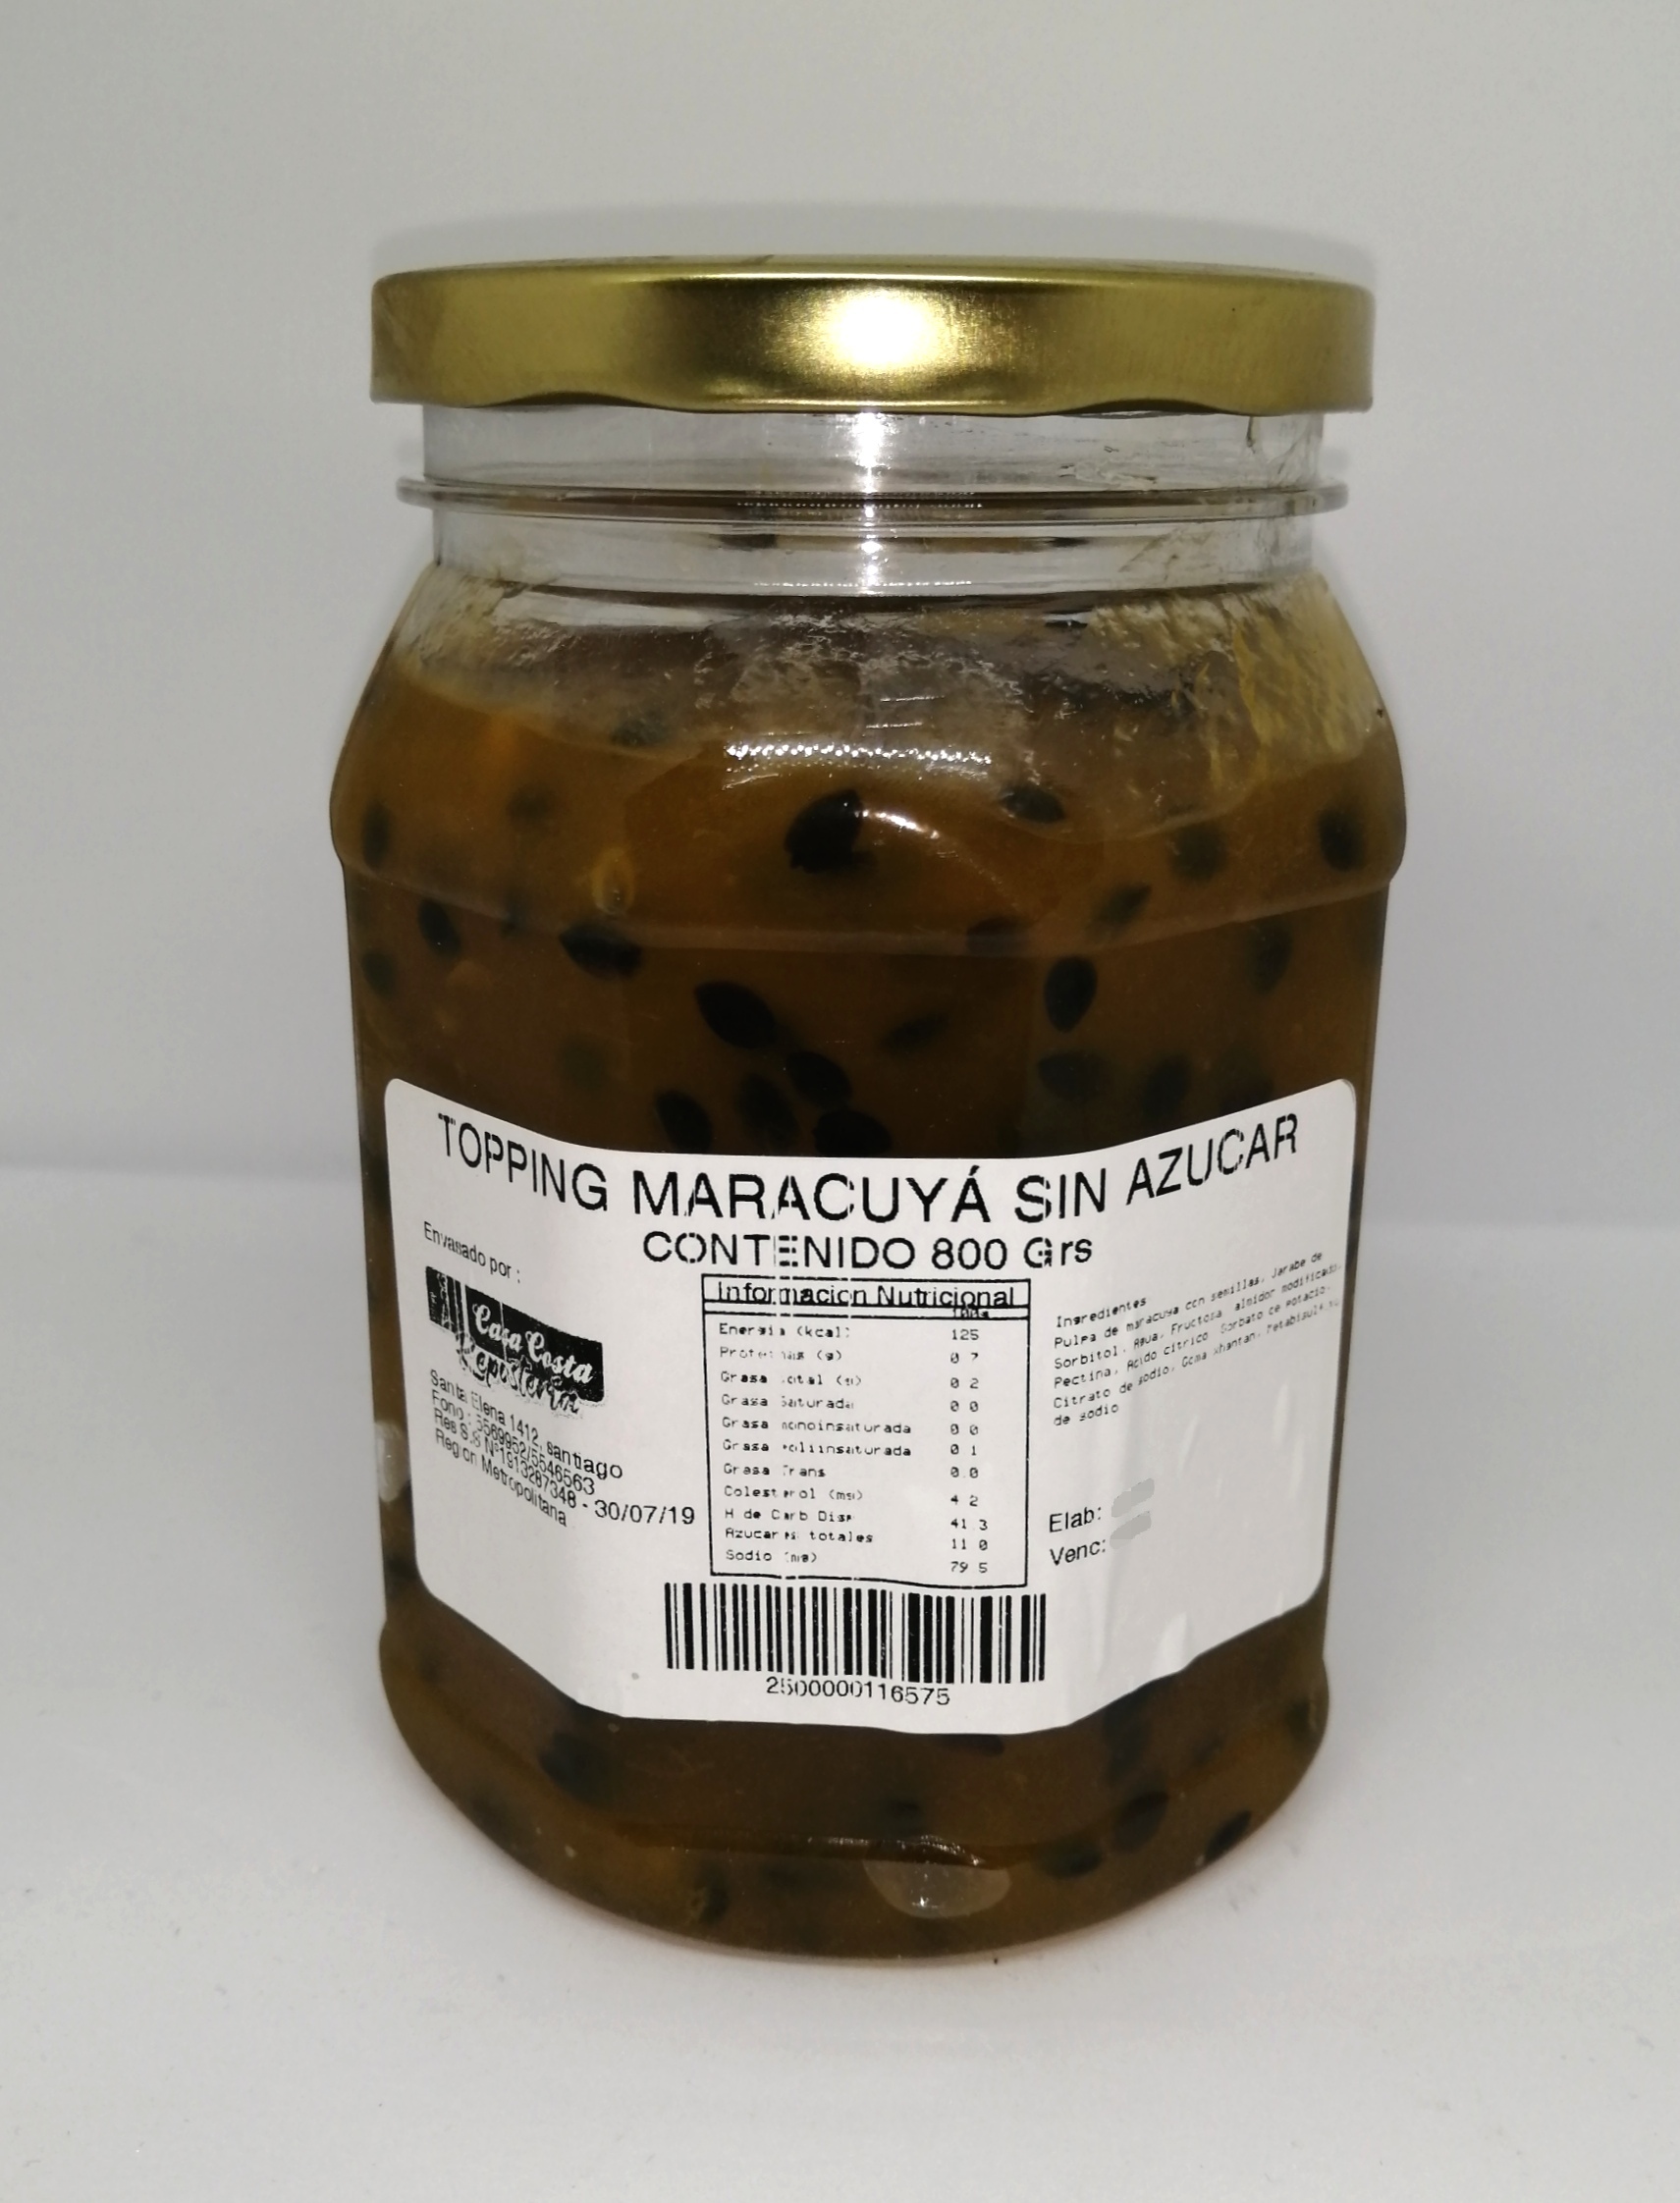 TOPPING MARACUYÁ SIN AZUCAR
CONTENIDO 800 Grs
Envasado por :
Casa Costa
Repostería
Santa Elena 1412, santiago
Fono : 5569952/5546563
Res S.S N°1913287348 - 30/07/19
Region Metropolitana
Informacion Nutricional
100g
Energia (kcal) 125
Proteinas (g) 0 7
Grasa total (g) 0 2
Grasa Saturada 0 0
Grasa monoinsaturada 0 0
Grasa poliinsaturada 0 1
Grasa Trans 0.0
Colesterol (mg) 4 2
H de Carb Disp 41 3
Azucares totales 11 0
Sodio (mg) 79 5
Ingredientes
Pulpa de maracuya con semillas, Jarabe de
Sorbitol, Agua, Fructosa almidor modificado,
Pectina, Acido citrico Sorbato de potacio,
Citrato de sodio, Goma xhantan,
de sodio
Elab:
Venc:
2500000116575